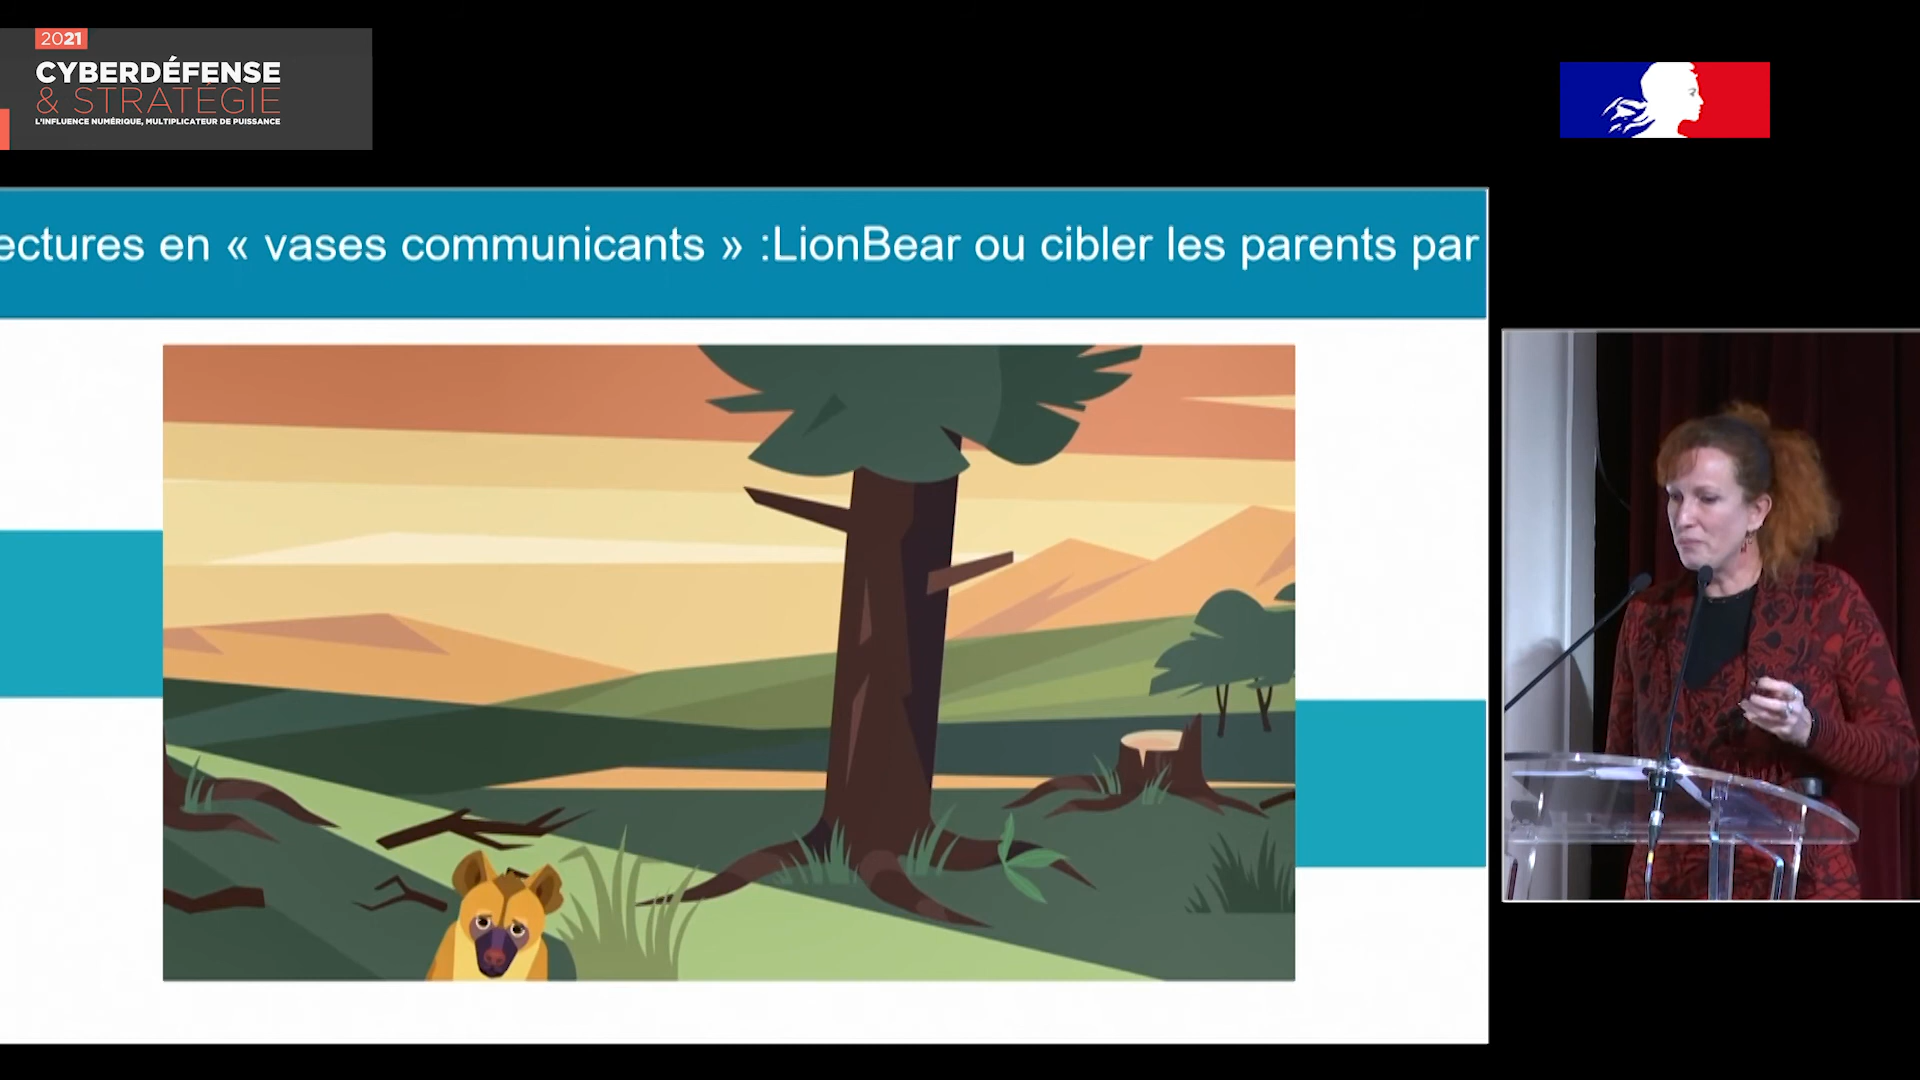 2021
CYBERDÉFENSE
& STRATÉGIE
L'INFLUENCE NUMÉRIQUE, MULTIPLICATEUR DE PUISSANCE
ectures en « vases communicants » :LionBear ou cibler les parents par